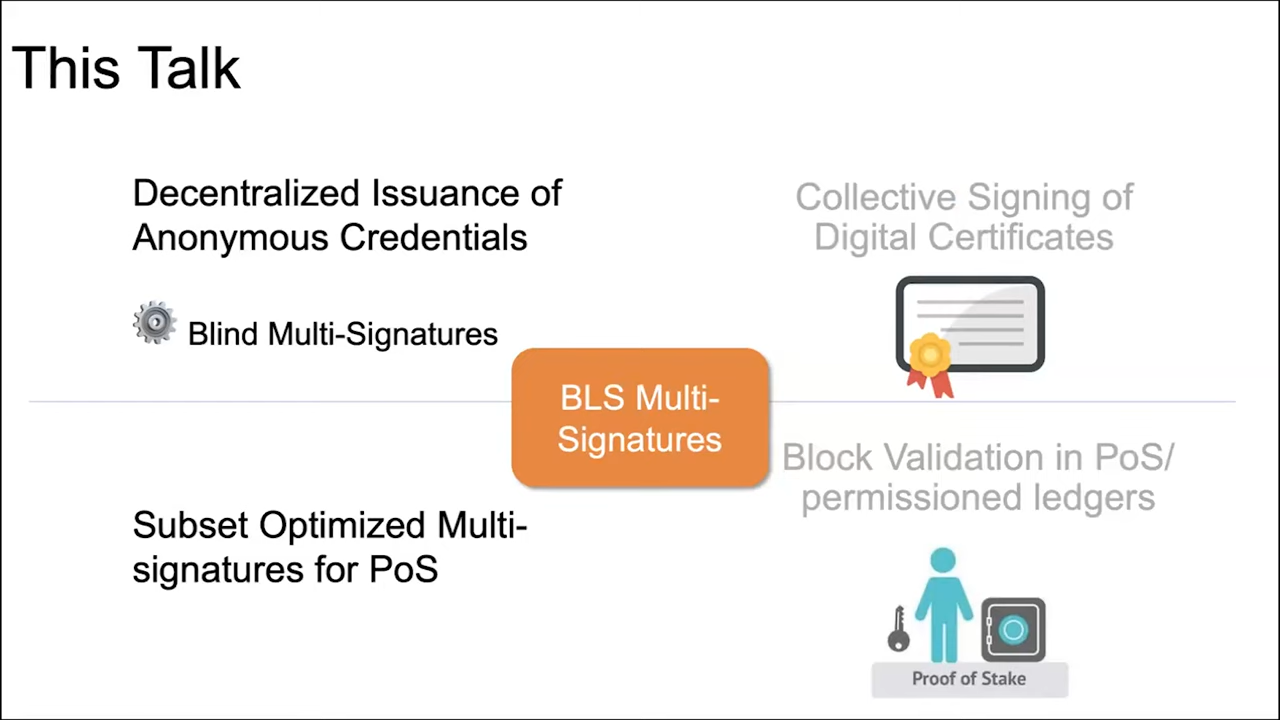 This Talk
Decentralized Issuance of
Anonymous Credentials
Blind Multi-Signatures
Collective Signing of
Digital Certificates
BLS Multi-
Signatures
Subset Optimized Multi-
signatures for PoS
Block Validation in PoS/
permissioned ledgers
Proof of Stake